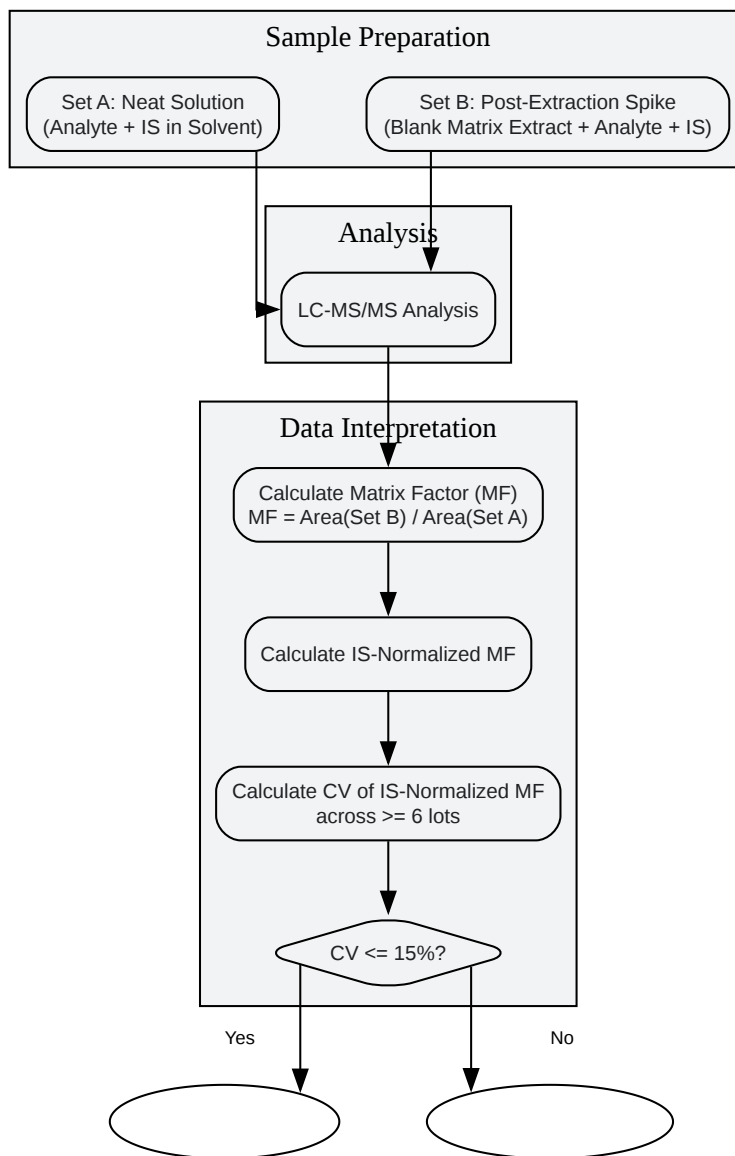 Sample Preparation
Set A: Neat Solution
(Analyte + IS in Solvent)
Set B: Post-Extraction Spike
(Blank Matrix Extract + Analyte + IS)
Analysis
LC-MS/MS Analysis
Data Interpretation
Calculate Matrix Factor (MF)
MF = Area(Set B) / Area(Set A)
Calculate IS-Normalized MF
Calculate CV of IS-Normalized MF
across >= 6 lots
CV <= 15%?
Yes
No